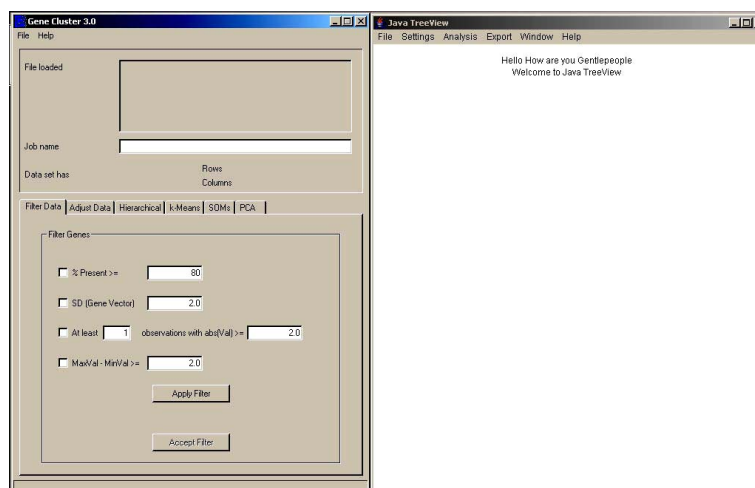 Gene Cluster 3.0
File Help
File loaded
Job name
Data set has
Rows
Columns
Filter Data Adjust Data Hierarchical k-Means SOMs PCA
Filter Genes
% Present >= 80
SD (Gene Vector) 2.0
At least 1 observations with abs(Val) >= 2.0
MaxVal - MinVal >= 2.0
Apply Filter
Accept Filter
Java TreeView
File Settings Analysis Export Window Help
Hello How are you Gentlepeople
Welcome to Java TreeView